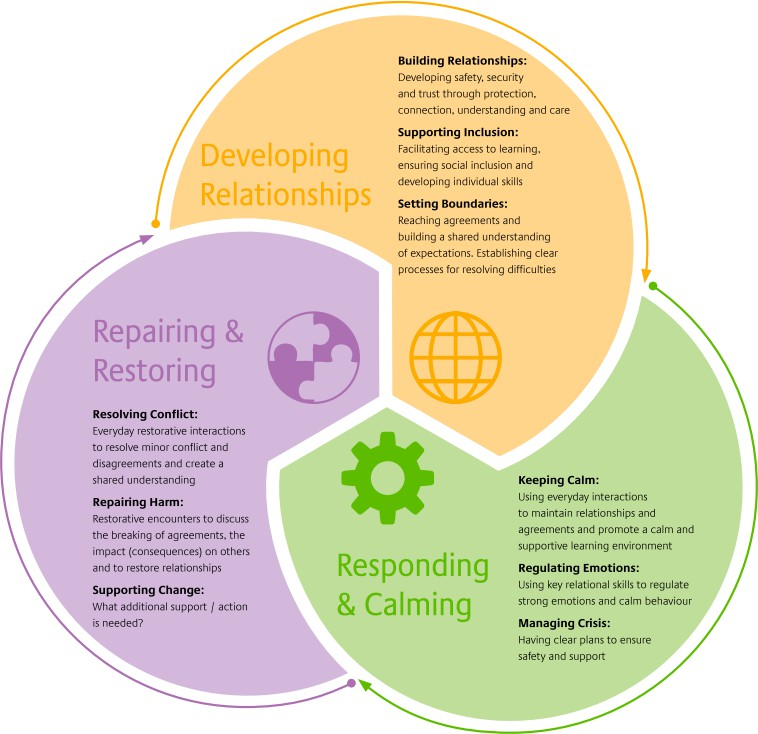 Developing
Relationships
Building Relationships:
Developing safety, security
and trust through protection,
connection, understanding and care
Supporting Inclusion:
Facilitating access to learning,
ensuring social inclusion and
developing individual skills
Setting Boundaries:
Reaching agreements and
building a shared understanding
of expectations. Establishing clear
processes for resolving difficulties
Repairing &
Restoring
Resolving Conflict:
Everyday restorative interactions
to resolve minor conflict and
disagreements and create a
shared understanding
Repairing Harm:
Restorative encounters to discuss
the breaking of agreements, the
impact (consequences) on others
and to restore relationships
Supporting Change:
What additional support / action
is needed?
Responding
& Calming
Keeping Calm:
Using everyday interactions
to maintain relationships and
agreements and promote a calm and
supportive learning environment
Regulating Emotions:
Using key relational skills to regulate
strong emotions and calm behaviour
Managing Crisis:
Having clear plans to ensure
safety and support